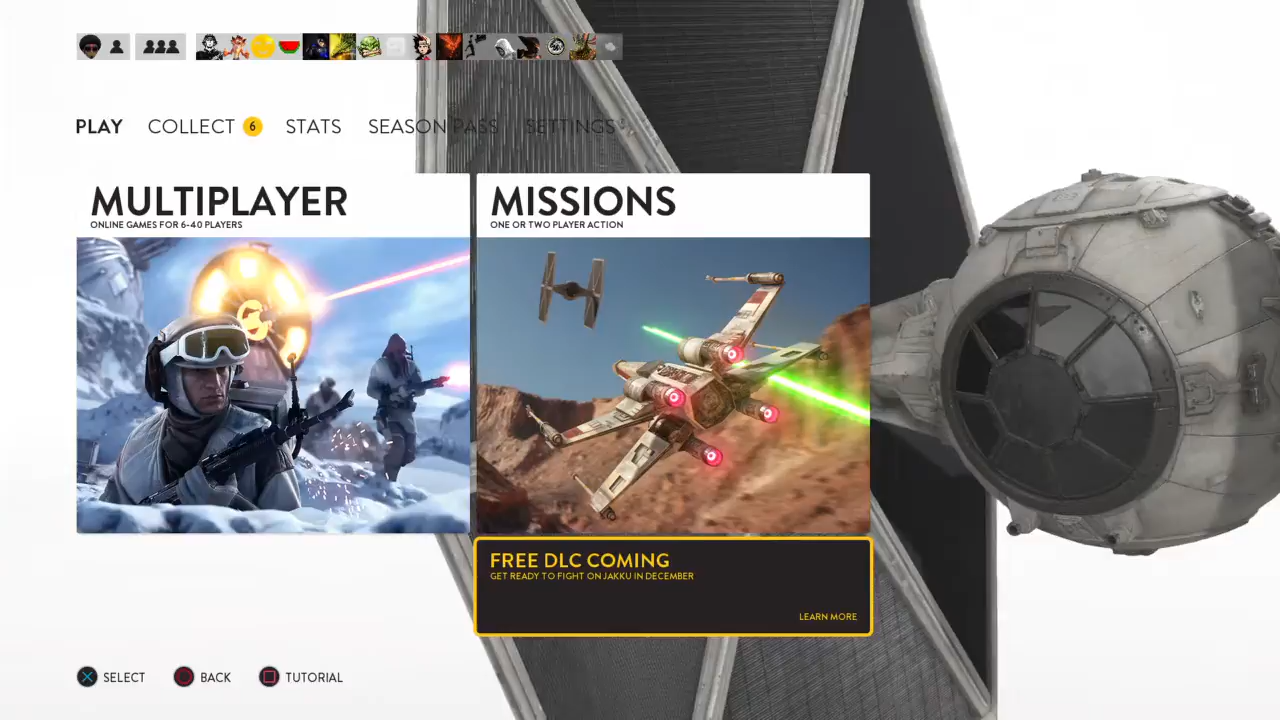 PLAY
COLLECT 6
STATS
SEASON PASS
SETTINGS
MULTIPLAYER
ONLINE GAMES FOR 6-40 PLAYERS
MISSIONS
ONE OR TWO PLAYER ACTION
FREE DLC COMING
GET READY TO FIGHT ON JAKKU IN DECEMBER
LEARN MORE
SELECT
BACK
TUTORIAL